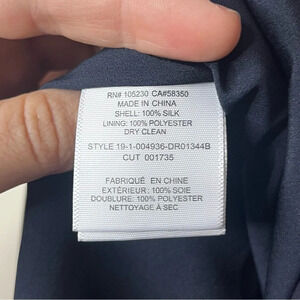 RN# 105230 CA#58350
MADE IN CHINA
SHELL: 100% SILK
LINING: 100% POLYESTER
DRY CLEAN
STYLE 19-1-004936-DR01344B
CUT 001735
FABRIQUÉ EN CHINE
EXTÉRIEUR: 100% SOIE
DOUBLURE: 100% POLYESTER
NETTOYAGE À SEC